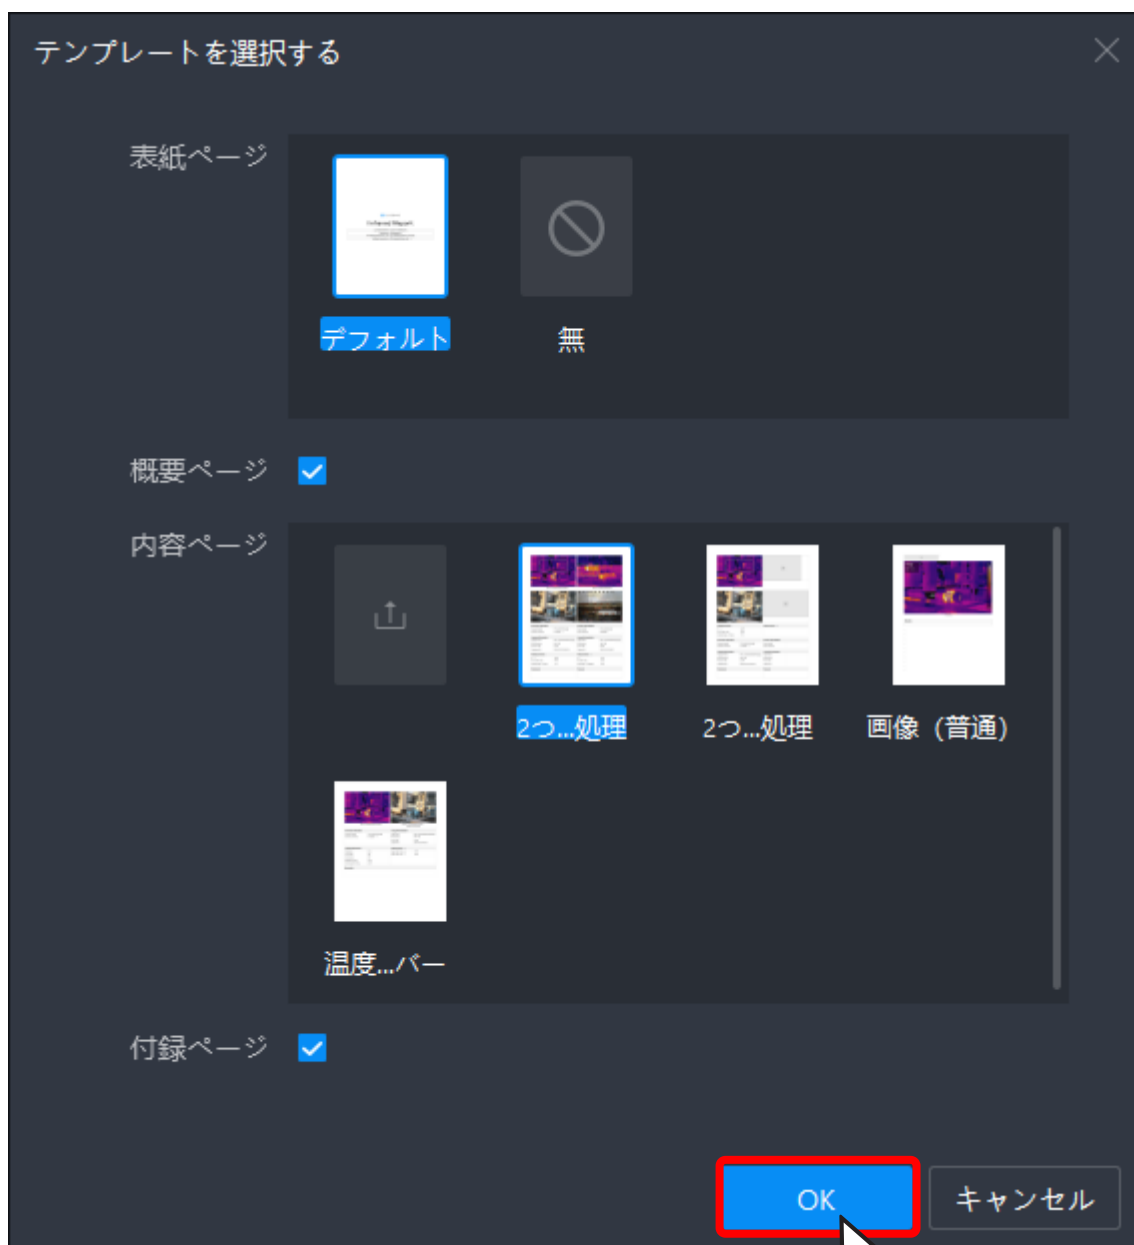 テンプレートを選択する
表紙ページ
デフォルト
無
概要ページ
内容ページ
2つ...処理
2つ...処理
画像（普通）
温度...バー
付録ページ
OK
キャンセル